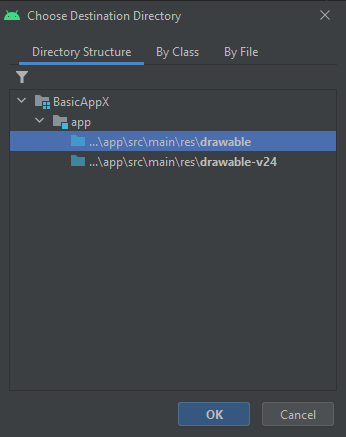 Choose Destination Directory
Directory Structure By Class By File
BasicAppX
app
...\app\src\main\res\drawable
...\app\src\main\res\drawable-v24
OK Cancel